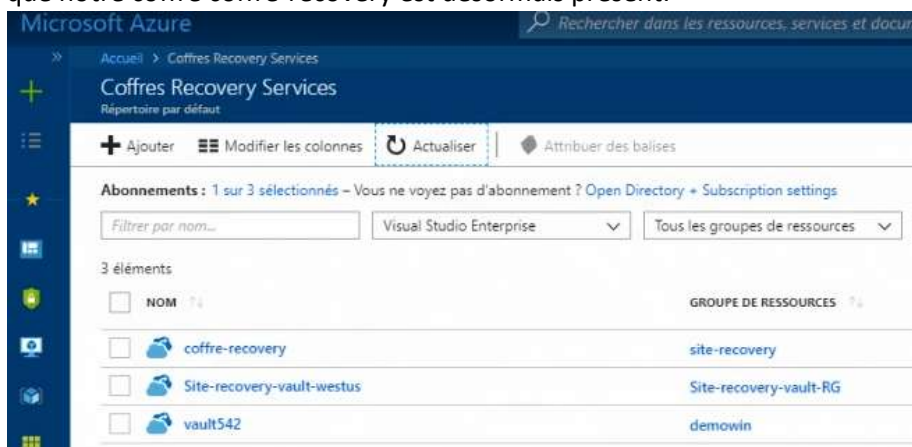 que notre coffre coffre-recovery est désormais présent.
Microsoft Azure
Rechercher dans les ressources, services et docum
Accueil > Coffres Recovery Services
Coffres Recovery Services
Répertoire par défaut
Ajouter Modifier les colonnes Actualiser Attribuer des balises
Abonnements : 1 sur 3 sélectionnés – Vous ne voyez pas d'abonnement ? Open Directory + Subscription settings
Filtrer par nom... Visual Studio Enterprise Tous les groupes de ressources
3 éléments
NOM GROUPE DE RESSOURCES
coffre-recovery site-recovery
Site-recovery-vault-westus Site-recovery-vault-RG
vault542 demowin